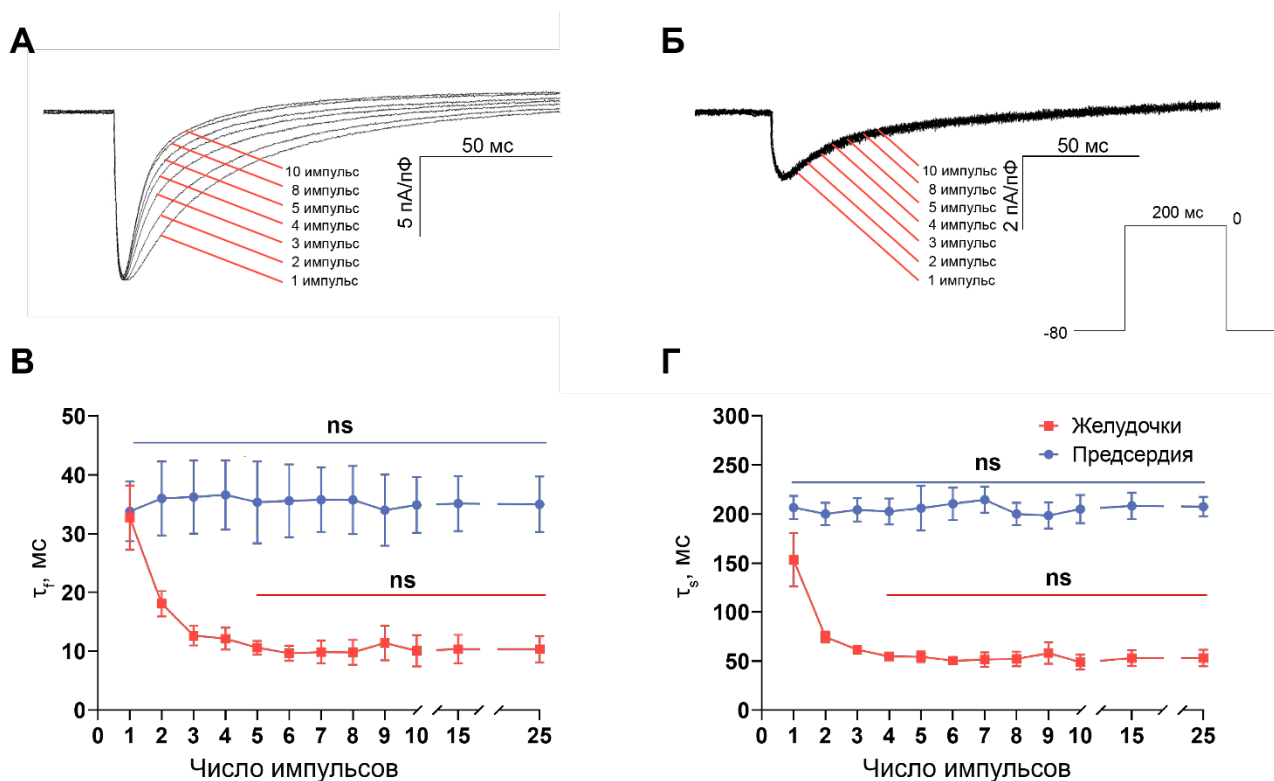 А
50 мс
5 пА/пФ
10 импульс
8 импульс
5 импульс
4 импульс
3 импульс
2 импульс
1 импульс
Б
50 мс
2 пА/пФ
10 импульс
8 импульс
5 импульс
4 импульс
3 импульс
2 импульс
1 импульс
200 мс
0
-80
В
τf, мс
50
40
30
20
10
0
ns
ns
0 1 2 3 4 5 6 7 8 9 10 15 25
Число импульсов
Г
τs, мс
300
250
200
150
100
50
0
Желудочки
Предсердия
ns
ns
0 1 2 3 4 5 6 7 8 9 10 15 25
Число импульсов